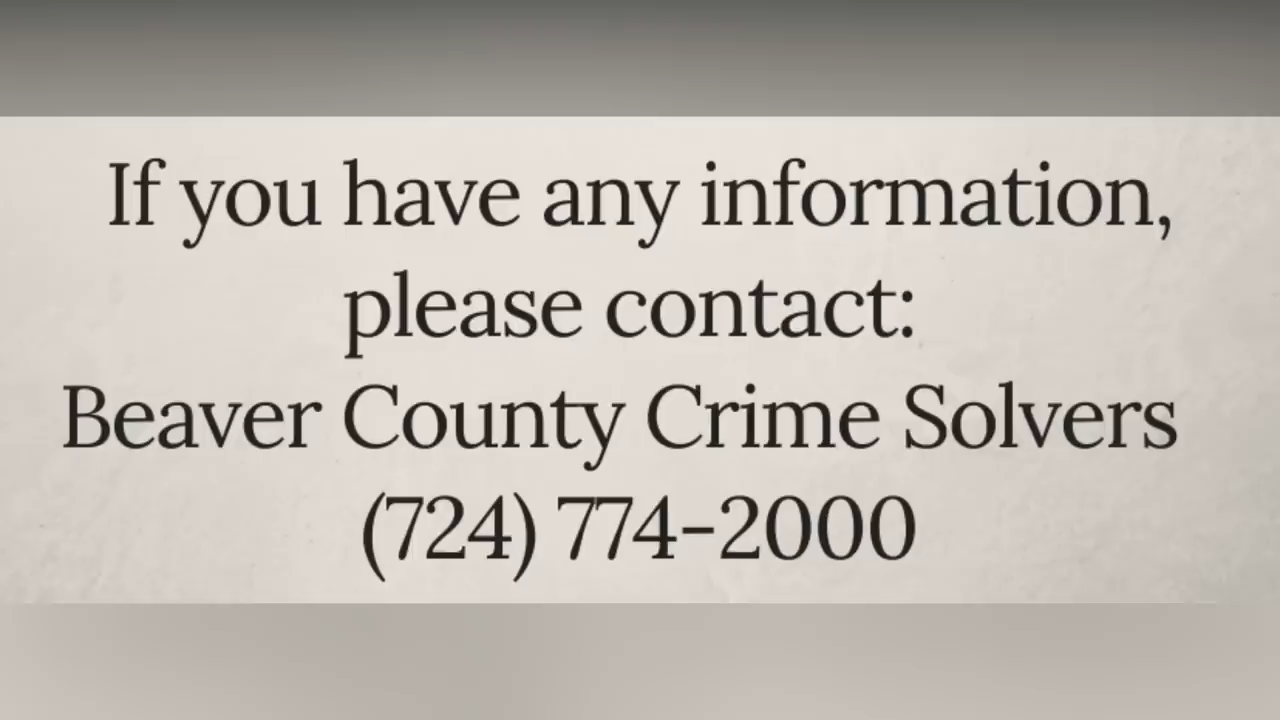 If you have any information,
please contact:
Beaver County Crime Solvers
(724) 774-2000